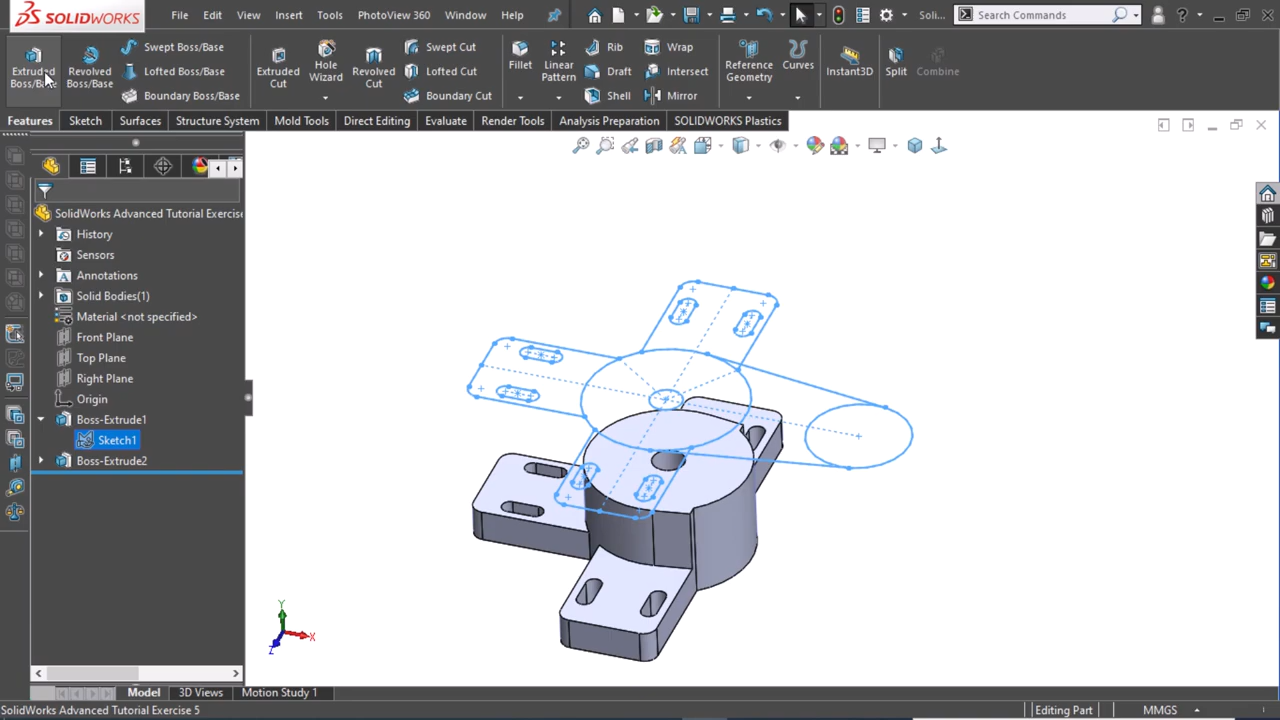 SOLIDWORKS File Edit View Insert Tools PhotoView 360 Window Help Soli... Search Commands ?
Extruded Boss/Base
Revolved Boss/Base
Swept Boss/Base
Lofted Boss/Base
Boundary Boss/Base
Extruded Cut
Hole Wizard
Revolved Cut
Swept Cut
Lofted Cut
Boundary Cut
Fillet
Linear Pattern
Rib
Draft
Shell
Wrap
Intersect
Mirror
Reference Geometry
Curves
Instant3D
Split
Combine
Features Sketch Surfaces Structure System Mold Tools Direct Editing Evaluate Render Tools Analysis Preparation SOLIDWORKS Plastics
SolidWorks Advanced Tutorial Exercise
History
Sensors
Annotations
Solid Bodies(1)
Material <not specified>
Front Plane
Top Plane
Right Plane
Origin
Boss-Extrude1
Sketch1
Boss-Extrude2
Y
X
Z
Model 3D Views Motion Study 1
SolidWorks Advanced Tutorial Exercise 5 Editing Part MMGS